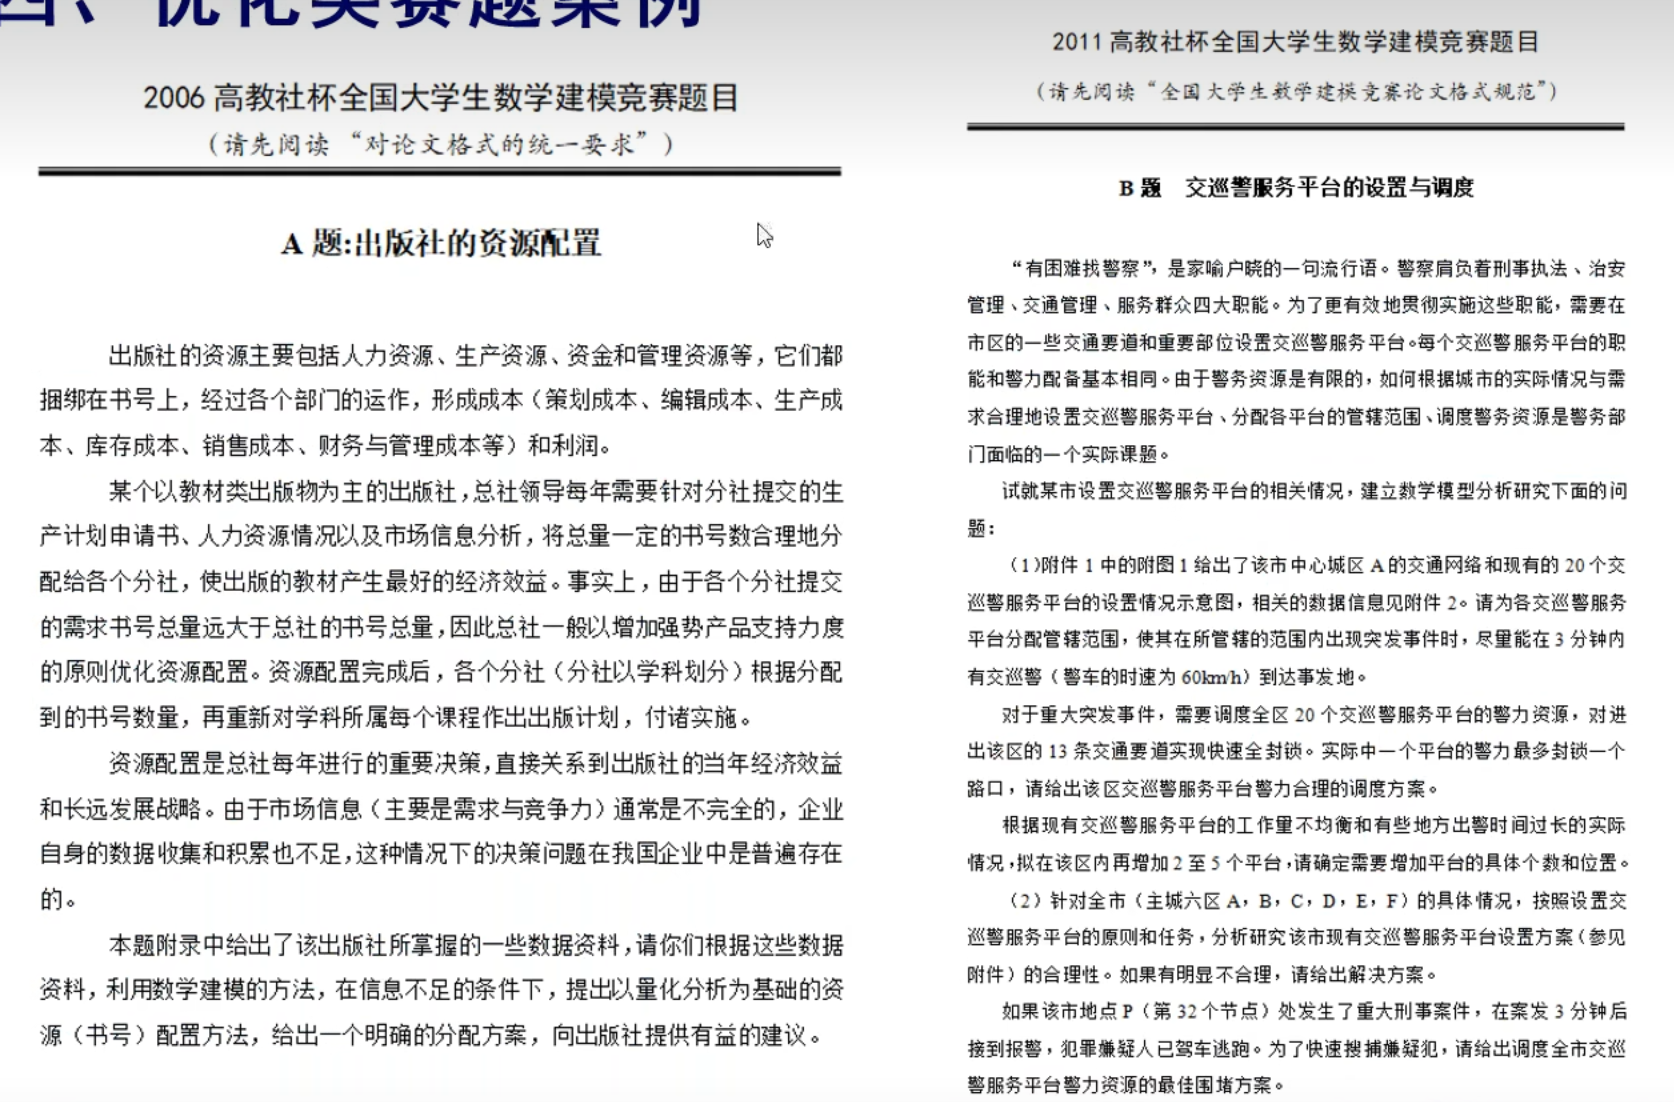 四、优化类赛题案例
2006 高教社杯全国大学生数学建模竞赛题目
（请先阅读 “对论文格式的统一要求” ）
A 题:出版社的资源配置
出版社的资源主要包括人力资源、生产资源、资金和管理资源等，它们都
捆绑在书号上，经过各个部门的运作，形成成本（策划成本、编辑成本、生产成
本、库存成本、销售成本、财务与管理成本等）和利润。
某个以教材类出版物为主的出版社，总社领导每年需要针对分社提交的生
产计划申请书、人力资源情况以及市场信息分析，将总量一定的书号数合理地分
配给各个分社，使出版的教材产生最好的经济效益。事实上，由于各个分社提交
的需求书号总量远大于总社的书号总量，因此总社一般以增加强势产品支持力度
的原则优化资源配置。资源配置完成后，各个分社（分社以学科划分）根据分配
到的书号数量，再重新对学科所属每个课程作出出版计划，付诸实施。
资源配置是总社每年进行的重要决策，直接关系到出版社的当年经济效益
和长远发展战略。由于市场信息（主要是需求与竞争力）通常是不完全的，企业
自身的数据收集和积累也不足，这种情况下的决策问题在我国企业中是普遍存在
的。
本题附录中给出了该出版社所掌握的一些数据资料，请你们根据这些数据
资料，利用数学建模的方法，在信息不足的条件下，提出以量化分析为基础的资
源（书号）配置方法，给出一个明确的分配方案，向出版社提供有益的建议。
2011 高教社杯全国大学生数学建模竞赛题目
（请先阅读 “全国大学生数学建模竞赛论文格式规范”）
B 题 交巡警服务平台的设置与调度
“有困难找警察”，是家喻户晓的一句流行语。警察肩负着刑事执法、治安
管理、交通管理、服务群众四大职能。为了更有效地贯彻实施这些职能，需要在
市区的一些交通要道和重要部位设置交巡警服务平台。每个交巡警服务平台的职
能和警力配备基本相同。由于警务资源是有限的，如何根据城市的实际情况与需
求合理地设置交巡警服务平台、分配各平台的管辖范围、调度警务资源是警务部
门面临的一个实际课题。
试就某市设置交巡警服务平台的相关情况，建立数学模型分析研究下面的问
题：
（1)附件 1 中的附图 1 给出了该市中心城区 A 的交通网络和现有的 20 个交
巡警服务平台的设置情况示意图，相关的数据信息见附件 2。请为各交巡警服务
平台分配管辖范围，使其在所管辖的范围内出现突发事件时，尽量能在 3 分钟内
有交巡警（警车的时速为 60km/h）到达事发地。
对于重大突发事件，需要调度全区 20 个交巡警服务平台的警力资源，对进
出该区的 13 条交通要道实现快速全封锁。实际中一个平台的警力最多封锁一个
路口，请给出该区交巡警服务平台警力合理的调度方案。
根据现有交巡警服务平台的工作量不均衡和有些地方出警时间过长的实际
情况，拟在该区内再增加 2 至 5 个平台，请确定需要增加平台的具体个数和位置。
（2）针对全市（主城六区 A，B，C，D，E，F）的具体情况，按照设置交
巡警服务平台的原则和任务，分析研究该市现有交巡警服务平台设置方案（参见
附件）的合理性。如果有明显不合理，请给出解决方案。
如果该市地点 P（第 32 个节点）处发生了重大刑事案件，在案发 3 分钟后
接到报警，犯罪嫌疑人已驾车逃跑。为了快速搜捕嫌疑犯，请给出调度全市交巡
警服务平台警力资源的最佳围堵方案。